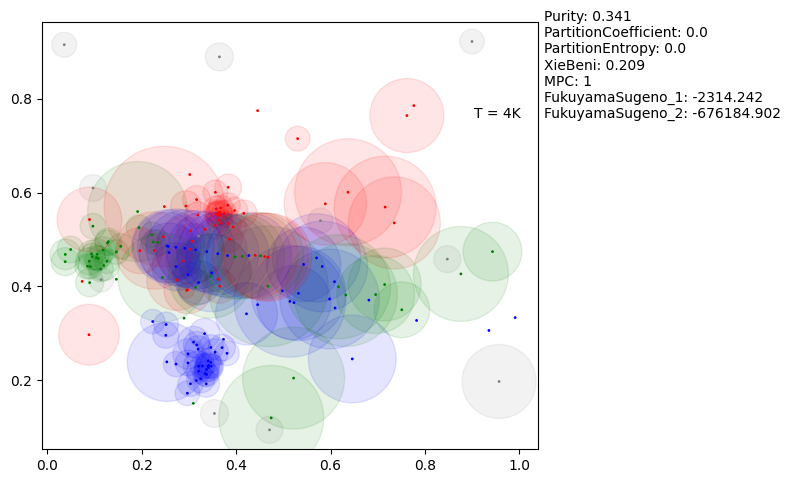 Purity: 0.341
PartitionCoefficient: 0.0
PartitionEntropy: 0.0
XieBeni: 0.209
MPC: 1
FukuyamaSugeno_1: -2314.242
FukuyamaSugeno_2: -676184.902
T = 4K
0.8
0.6
0.4
0.2
0.0
0.2
0.4
0.6
0.8
1.0